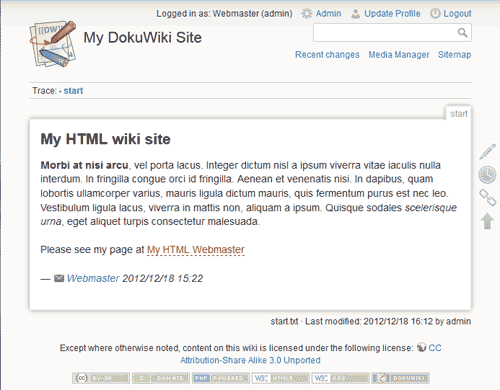 Logged in as: Webmaster (admin) Admin Update Profile Logout
[[DW]]
My DokuWiki Site
Recent changes Media Manager Sitemap
Trace: • start
start
My HTML wiki site
Morbi at nisi arcu, vel porta lacus. Integer dictum nisl a ipsum viverra vitae iaculis nulla
interdum. In fringilla congue orci id fringilla. Aenean et venenatis nisi. In dapibus, quam
lobortis ullamcorper varius, mauris ligula dictum mauris, quis fermentum purus est nec leo.
Vestibulum ligula lacus, viverra in mattis non, aliquam a ipsum. Quisque sodales scelerisque
urna, eget aliquet turpis consectetur malesuada.
Please see my page at My HTML Webmaster
— Webmaster 2012/12/18 15:22
start.txt · Last modified: 2012/12/18 16:12 by admin
Except where otherwise noted, content on this wiki is licensed under the following license: CC
Attribution-Share Alike 3.0 Unported
(cc) BY-SA $ DONATE PHP POWERED W3C HTML5 W3C CSS DOKUWIKI